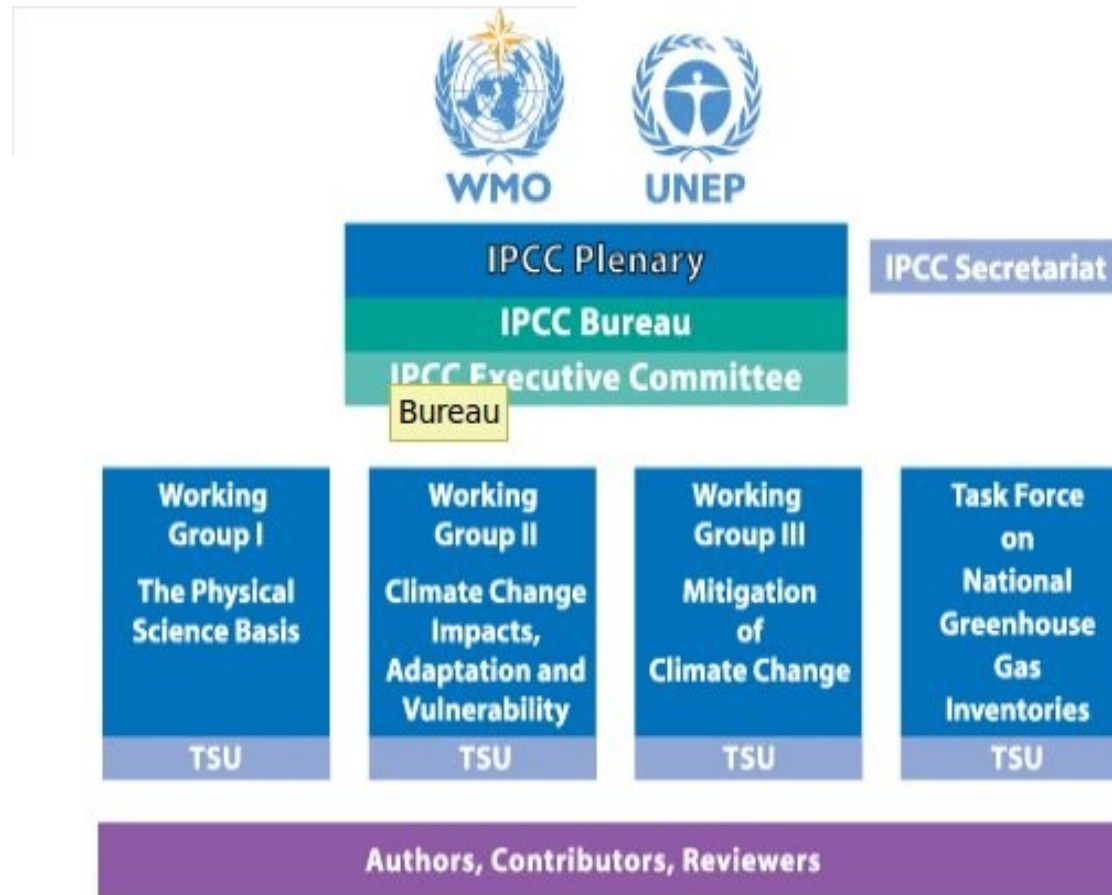 WMO
UNEP
IPCC Plenary
IPCC Secretariat
IPCC Bureau
IPCC Executive Committee
Bureau
Working
Group I
The Physical
Science Basis
TSU
Working
Group II
Climate Change
Impacts,
Adaptation and
Vulnerability
TSU
Working
Group III
Mitigation
of
Climate Change
TSU
Task Force
on
National
Greenhouse
Gas
Inventories
TSU
Authors, Contributors, Reviewers